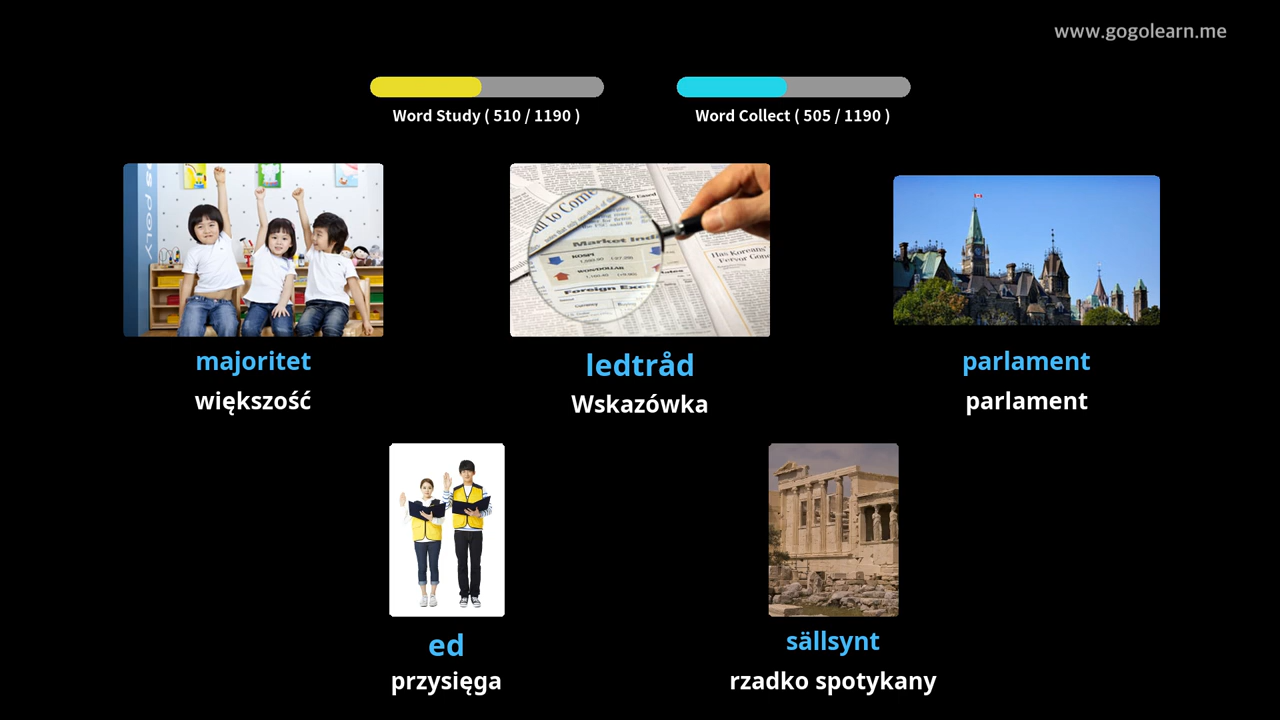 www.gogolearn.me
Word Study ( 510 / 1190 )
Word Collect ( 505 / 1190 )
majoritet
większość
ledtråd
Wskazówka
parlament
parlament
ed
przysięga
sällsynt
rzadko spotykany